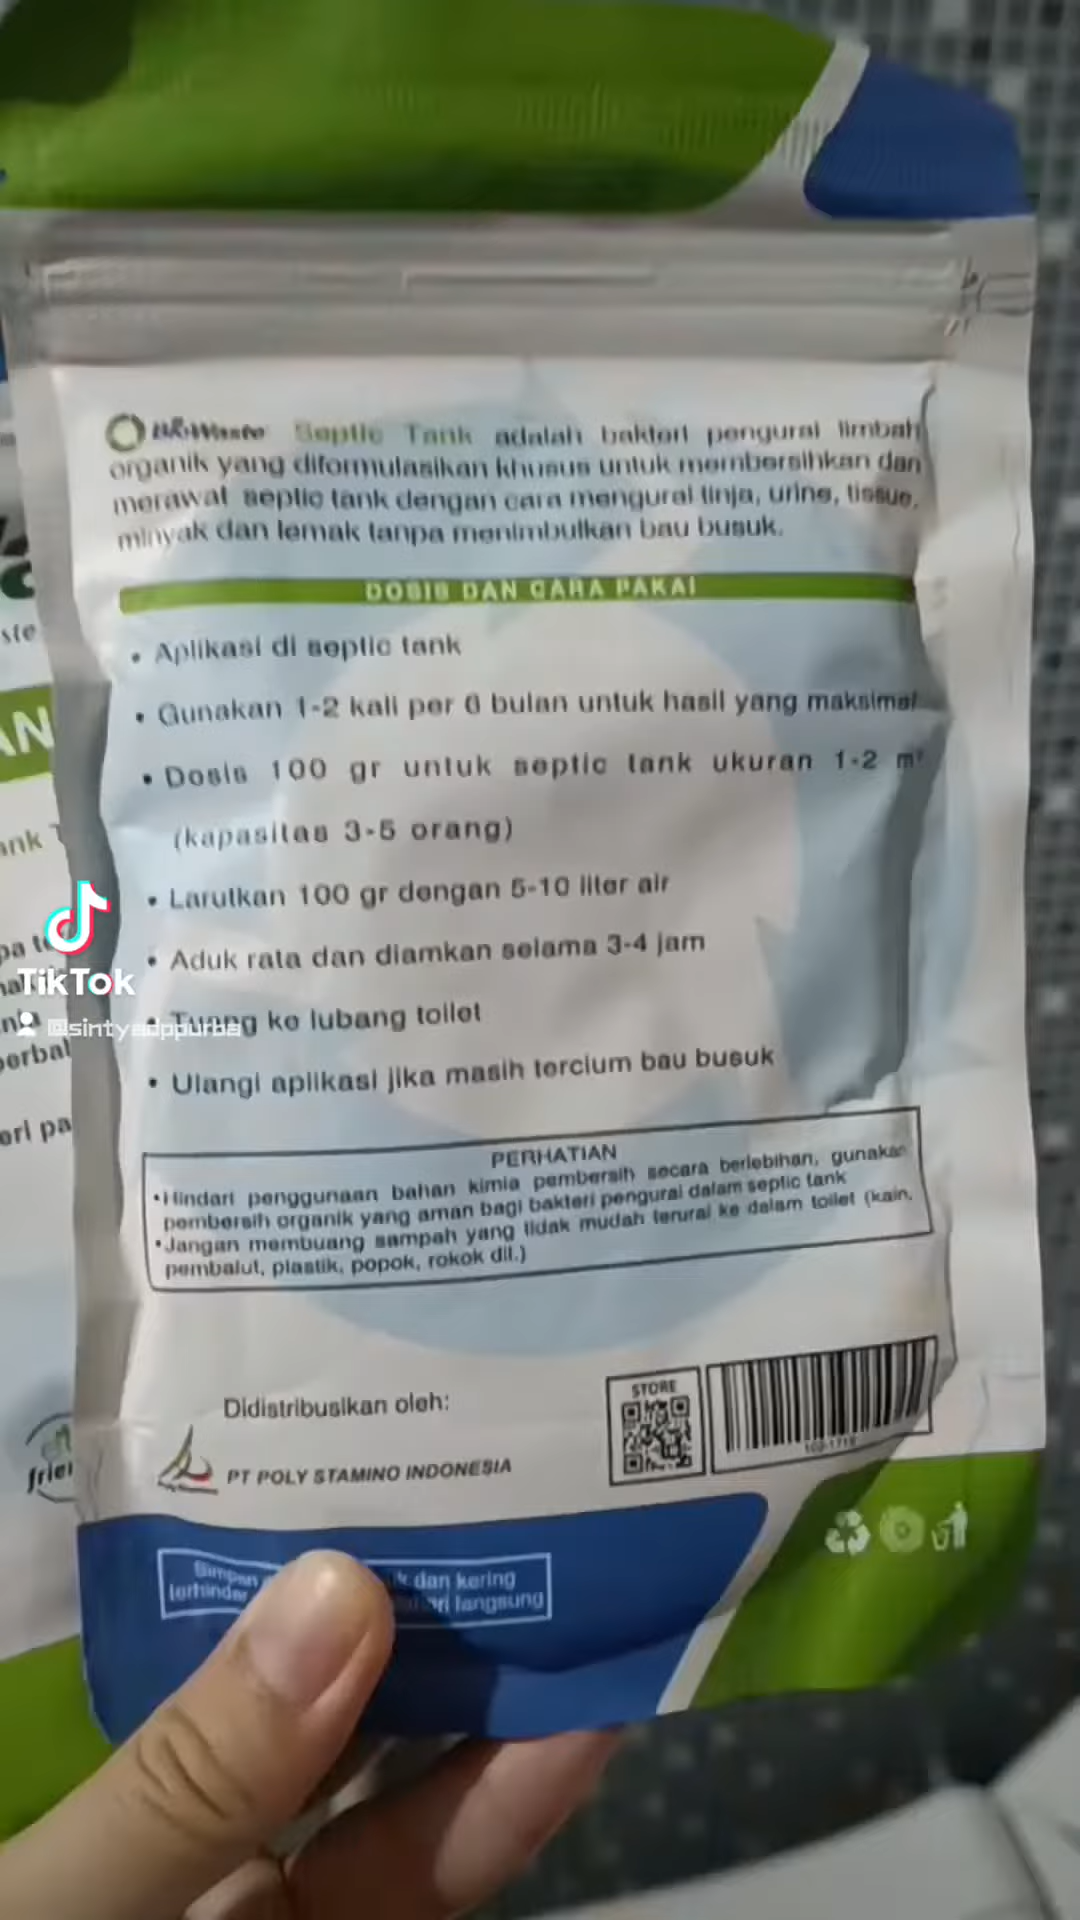 BioWaste Septic Tank adalah bakteri pengurai limbah
organik yang diformulasikan khusus untuk membersihkan dan
merawat septic tank dengan cara mengurai tinja, urine, tissue,
minyak dan lemak tanpa menimbulkan bau busuk.
DOSIS DAN CARA PAKAI
• Aplikasi di septic tank
• Gunakan 1-2 kali per 6 bulan untuk hasil yang maksimal
• Dosis 100 gr untuk septic tank ukuran 1-2 m³
(kapasitas 3-5 orang)
• Larutkan 100 gr dengan 5-10 liter air
• Aduk rata dan diamkan selama 3-4 jam
• Tuang ke lubang toilet
• Ulangi aplikasi jika masih tercium bau busuk
PERHATIAN
•Hindari penggunaan bahan kimia pembersih secara berlebihan, gunakan
pembersih organik yang aman bagi bakteri pengurai dalam septic tank
•Jangan membuang sampah yang tidak mudah terurai ke dalam toilet (kain,
pembalut, plastik, popok, rokok dll.)
Didistribusikan oleh:
PT POLY STAMINO INDONESIA
STORE
Simpan dan kering
terhindar langsung
TikTok
@sintyadppurba